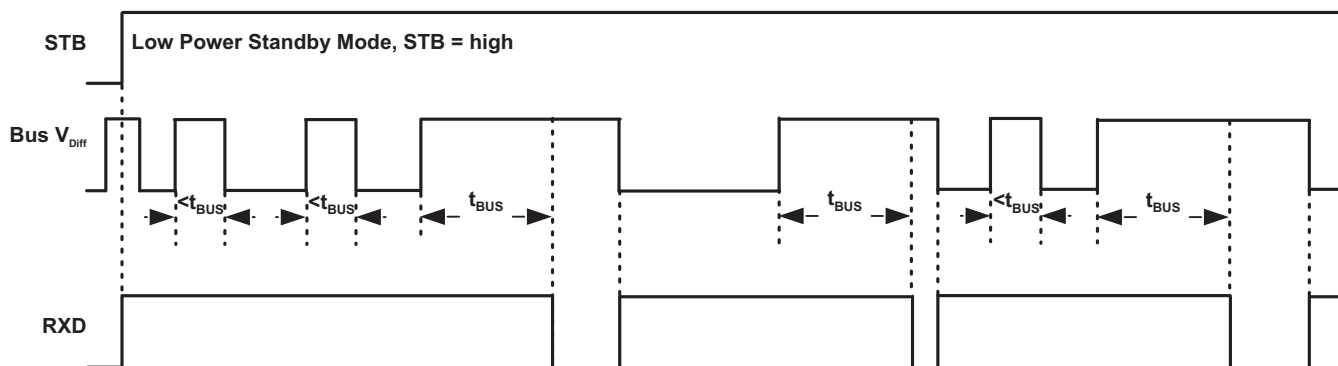 STB
Low Power Standby Mode, STB = high
Bus VDiff
<tBUS
<tBUS
tBUS
tBUS
<tBUS
tBUS
RXD